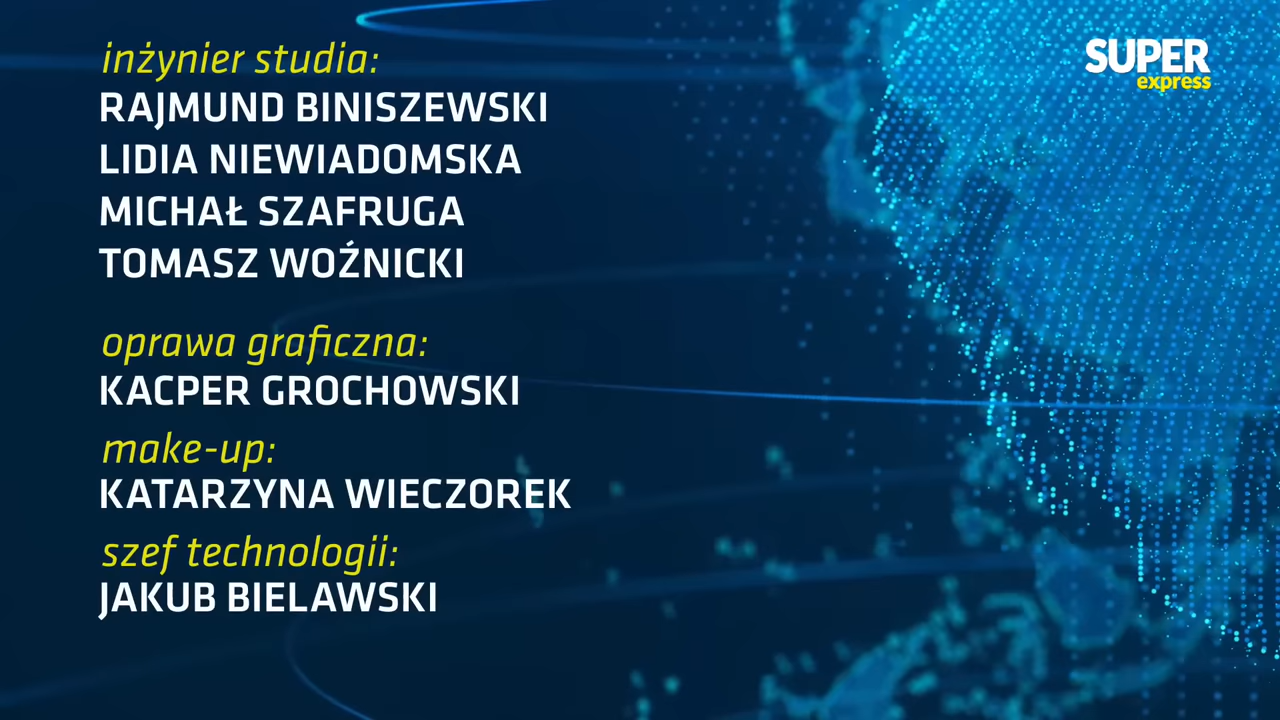 inżynier studia:
RAJMUND BINISZEWSKI
LIDIA NIEWIADOMSKA
MICHAŁ SZAFRUGA
TOMASZ WOŹNICKI
oprawa graficzna:
KACPER GROCHOWSKI
make-up:
KATARZYNA WIECZOREK
szef technologii:
JAKUB BIELAWSKI
SUPER
express